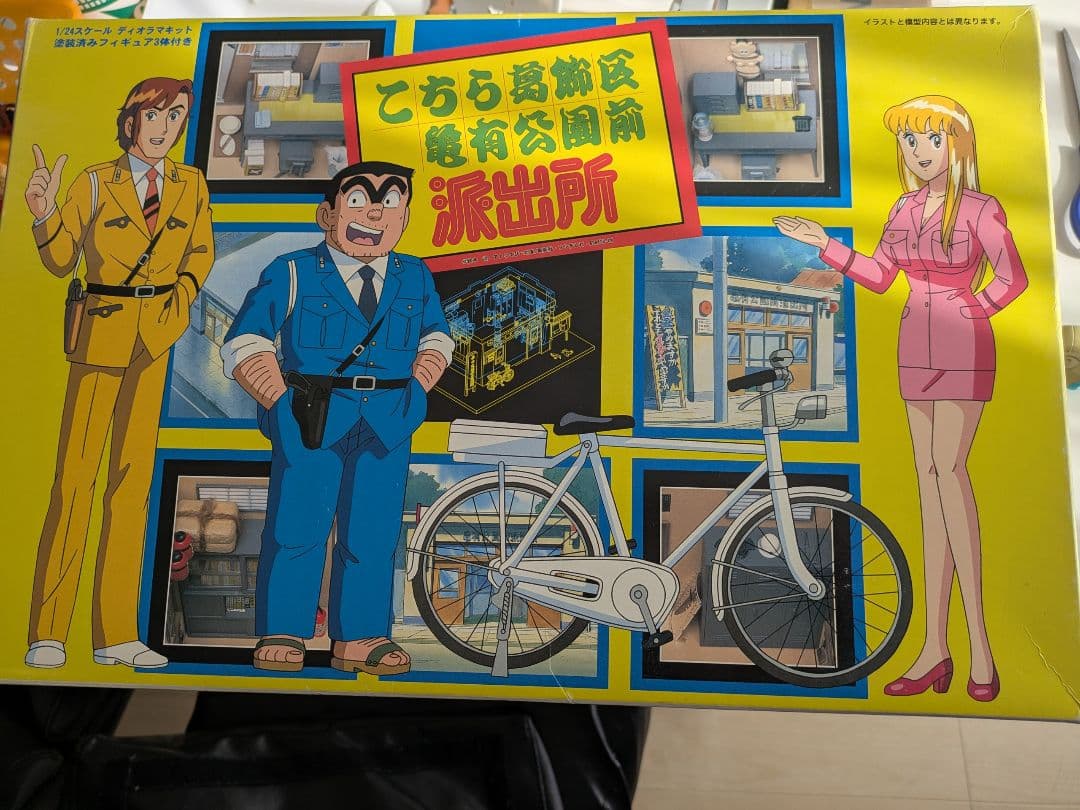 1/24スケール ディオラマキット
塗装済みフィギュア3体付き
イラストと模型内容とは異なります。
こちら葛飾区
亀有公園前
派出所